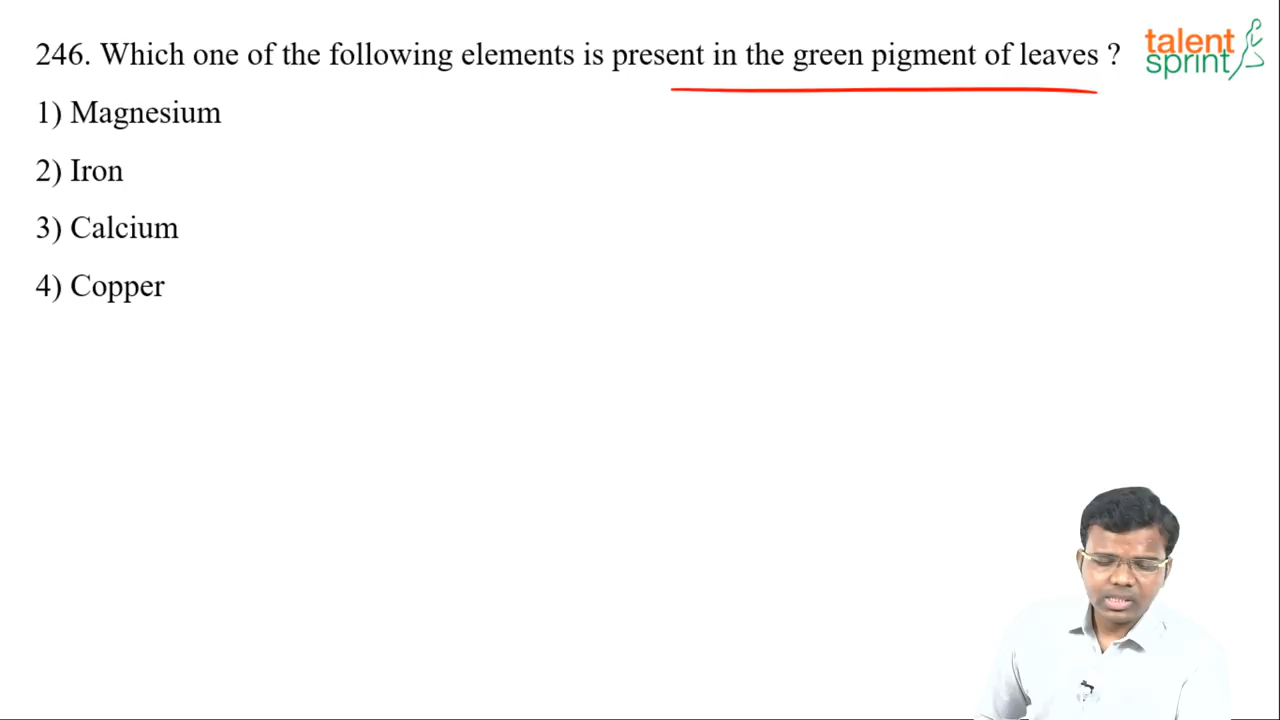 246. Which one of the following elements is present in the green pigment of leaves ?
talent
sprint
1) Magnesium
2) Iron
3) Calcium
4) Copper